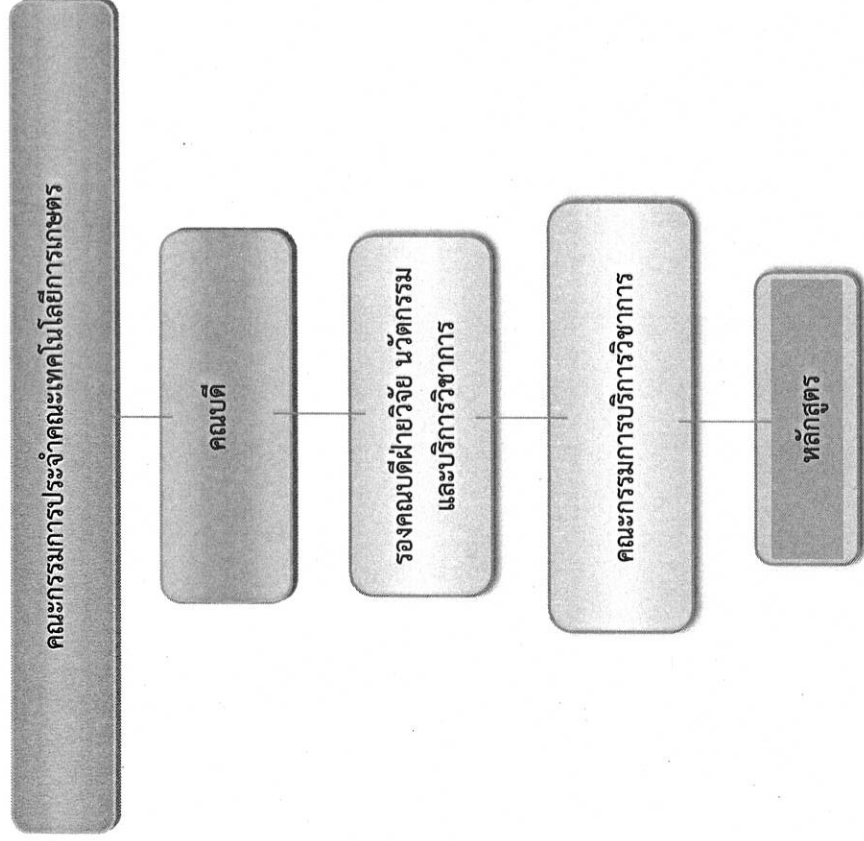 คณะกรรมการประจำคณะเทคโนโลยีการเกษตร
คณบดี
รองคณบดีฝ่ายวิจัย นวัตกรรม
และบริการวิชาการ
คณะกรรมการบริการวิชาการ
หลักสูตร